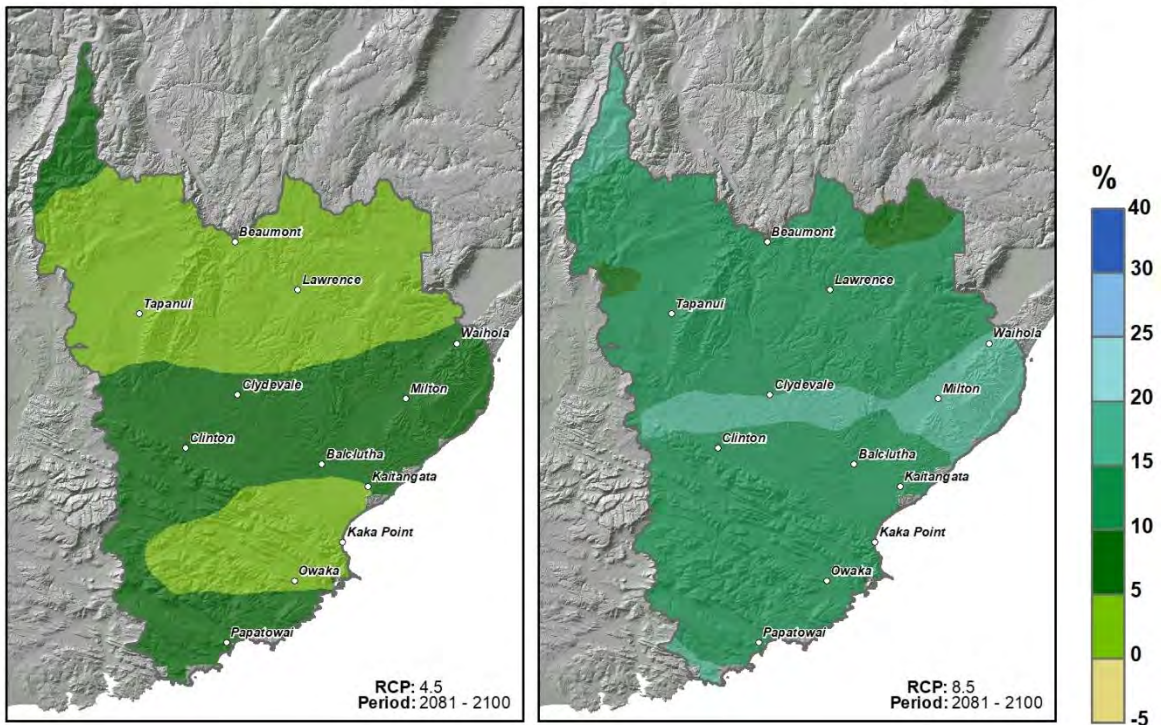 Beaumont
Lawrence
Tapanui
Waihola
Clydevale
Milton
Clinton
Balclutha
Kaitangata
Kaka Point
Owaka
Papatowai
RCP: 4.5
Period: 2081 - 2100
Beaumont
Lawrence
Tapanui
Waihola
Clydevale
Milton
Clinton
Balclutha
Kaitangata
Kaka Point
Owaka
Papatowai
RCP: 8.5
Period: 2081 - 2100
%
40
30
25
20
15
10
5
0
-5